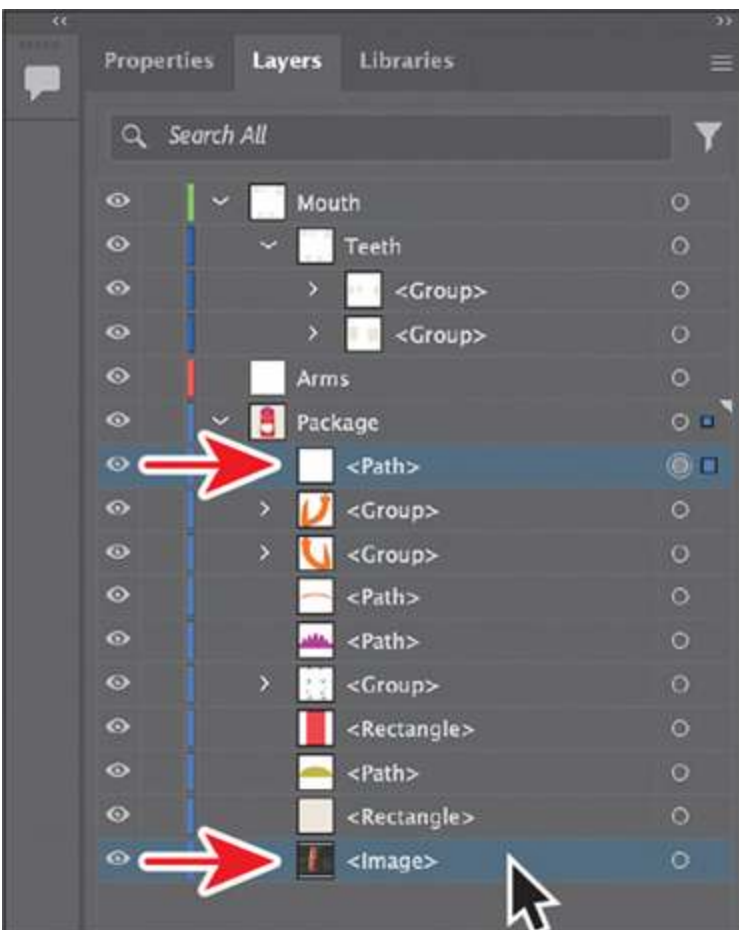 Properties Layers Libraries
Search All
Mouth
Teeth
<Group>
<Group>
Arms
Package
<Path>
<Group>
<Group>
<Path>
<Path>
<Group>
<Rectangle>
<Path>
<Rectangle>
<Image>